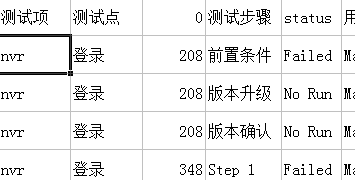 测试项 测试点 0 测试步骤 status 用
nvr 登录 208 前置条件 Failed Ma
nvr 登录 208 版本升级 No Run Ma
nvr 登录 208 版本确认 No Run Ma
nvr 登录 348 Step 1 Failed Ma